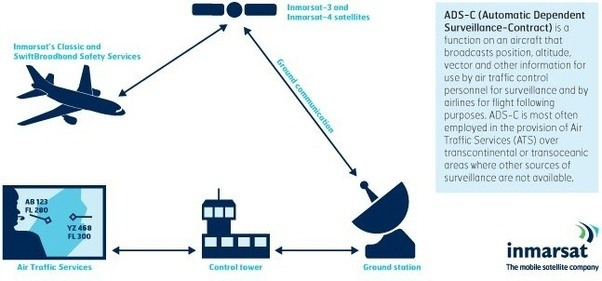 Inmarsat-3 and
Inmarsat-4 satellites
Inmarsat's Classic and
SwiftBroadband Safety Services
Ground communication
AB 123
FL 280
YZ 468
FL 300
Air Traffic Services
Control tower
Ground station
ADS-C (Automatic Dependent
Surveillance-Contract) is a
function on an aircraft that
broadcasts position, altitude,
vector and other information for
use by air traffic control
personnel for surveillance and by
airlines for flight following
purposes. ADS-C is most often
employed in the provision of Air
Traffic Services (ATS) over
transcontinental or transoceanic
areas where other sources of
surveillance are not available.
inmarsat
The mobile satellite company